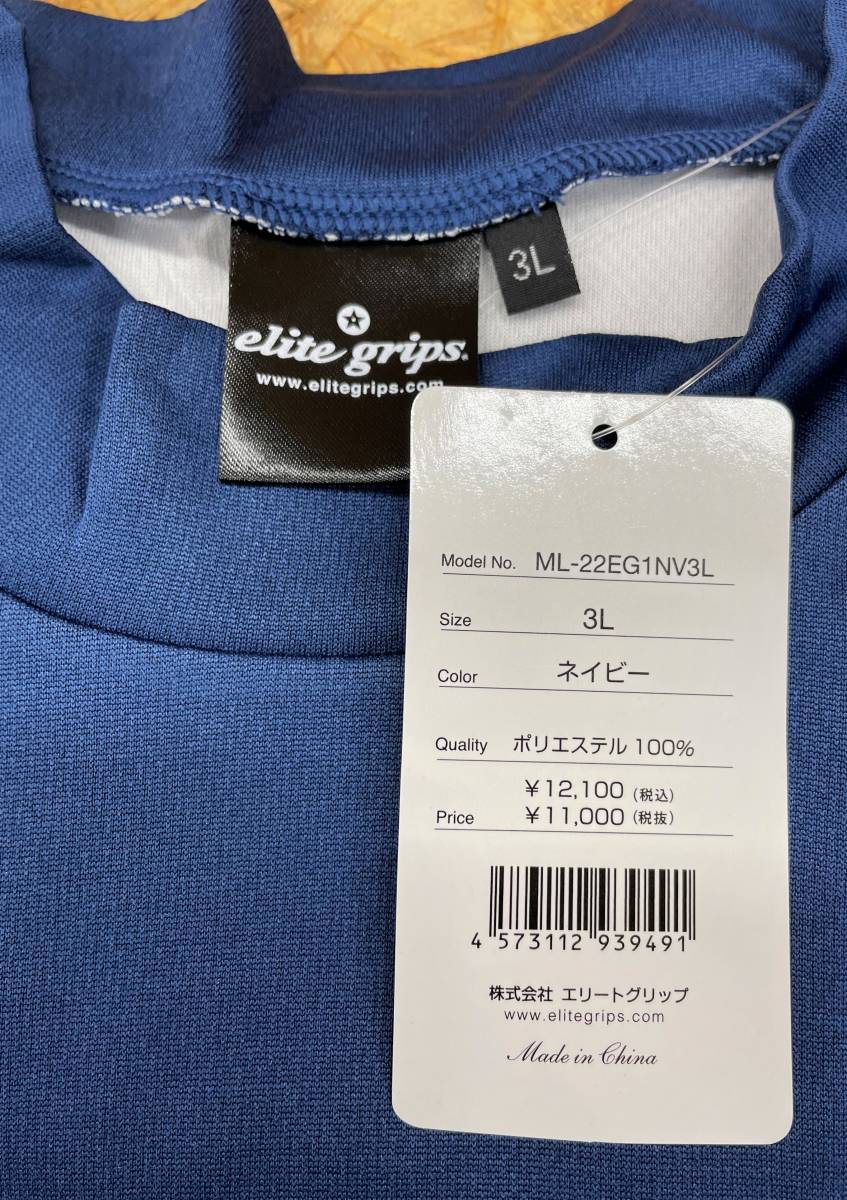 3L
elite grips®
www.elitegrips.com
Model No. ML-22EG1NV3L
Size 3L
Color ネイビー
Quality ポリエステル 100%
¥12,100 (税込)
Price ¥11,000 (税抜)
4 573112 939491
株式会社 エリートグリップ
www.elitegrips.com
Made in China